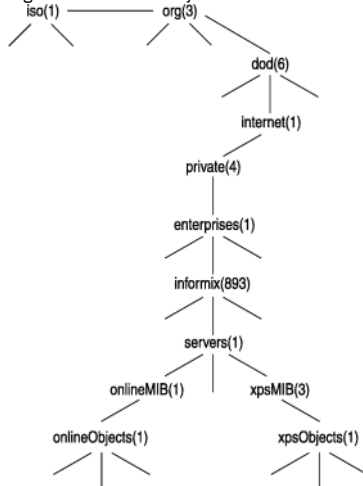 iso(1) org(3)
dod(6)
internet(1)
private(4)
enterprises(1)
informix(893)
servers(1)
onlineMIB(1) xpsMIB(3)
onlineObjects(1) xpsObjects(1)